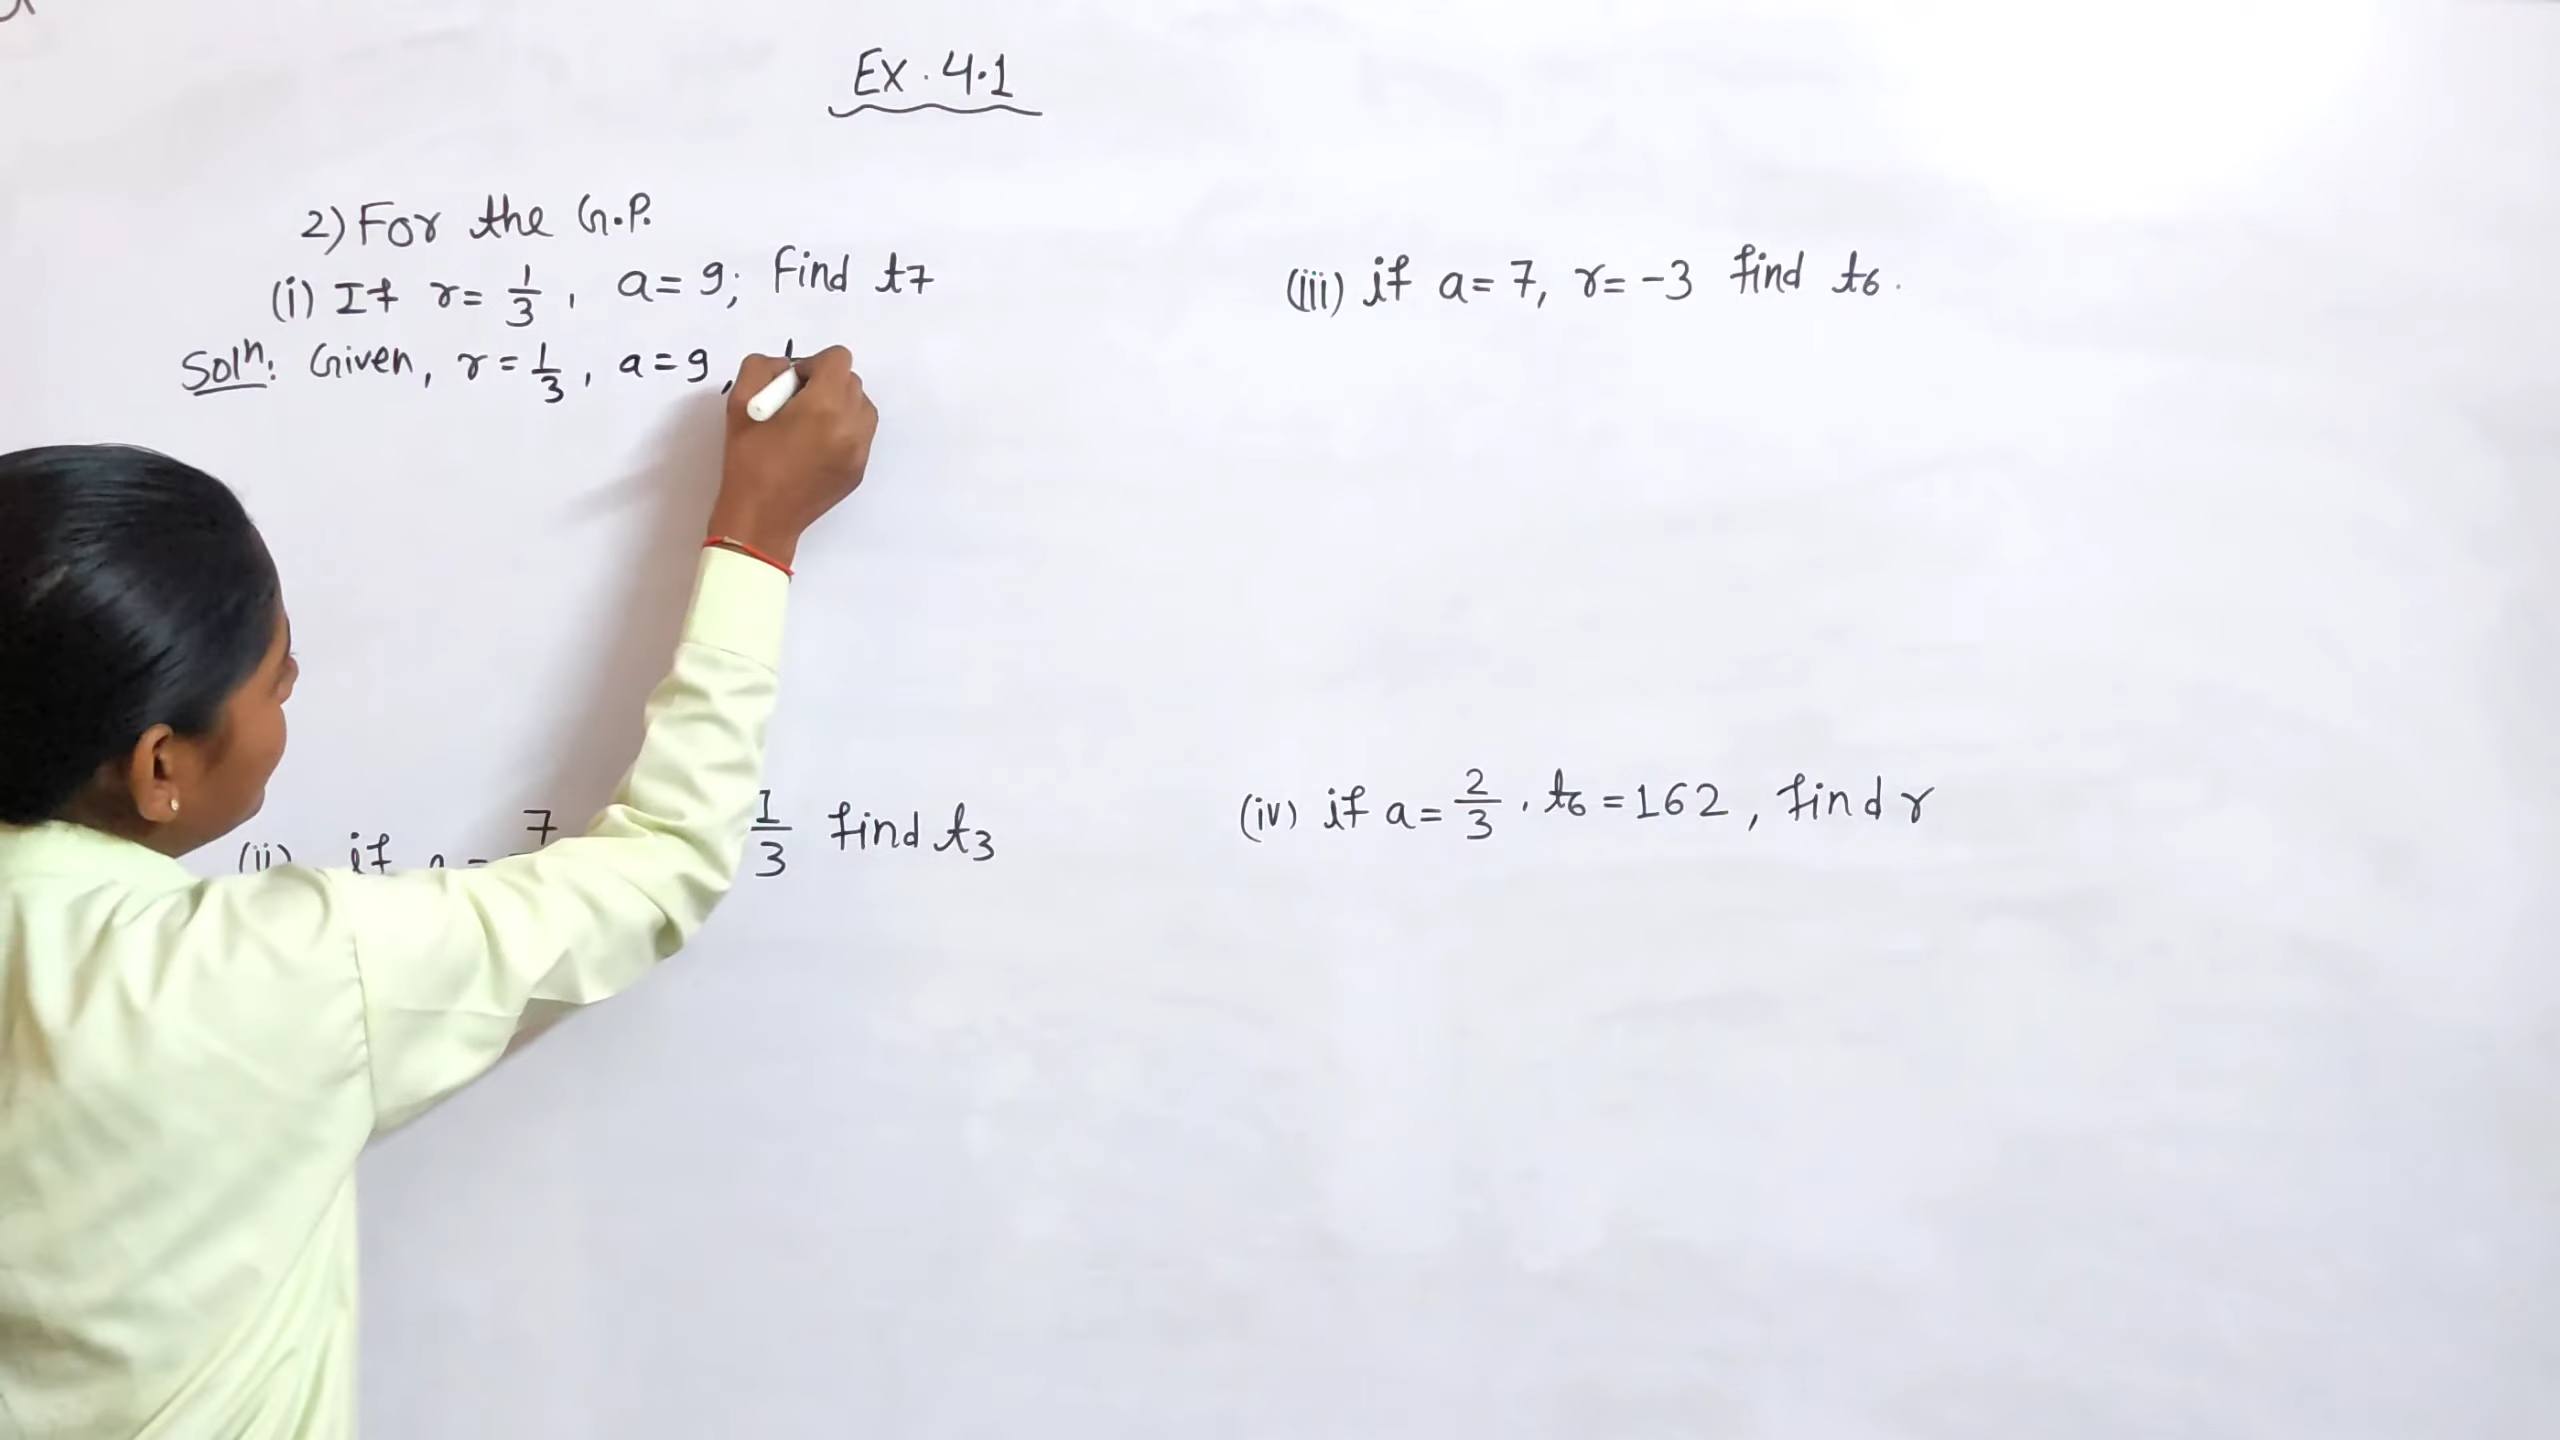 Ex. 4.1
2) For the G.P.
(i) If r = 1/3, a = 9; Find t7
Solⁿ: Given, r = 1/3, a = 9,
(ii) if 7 1/3 find t3
(iii) if a = 7, r = -3 find t6.
(iv) if a = 2/3, t6 = 162, find r